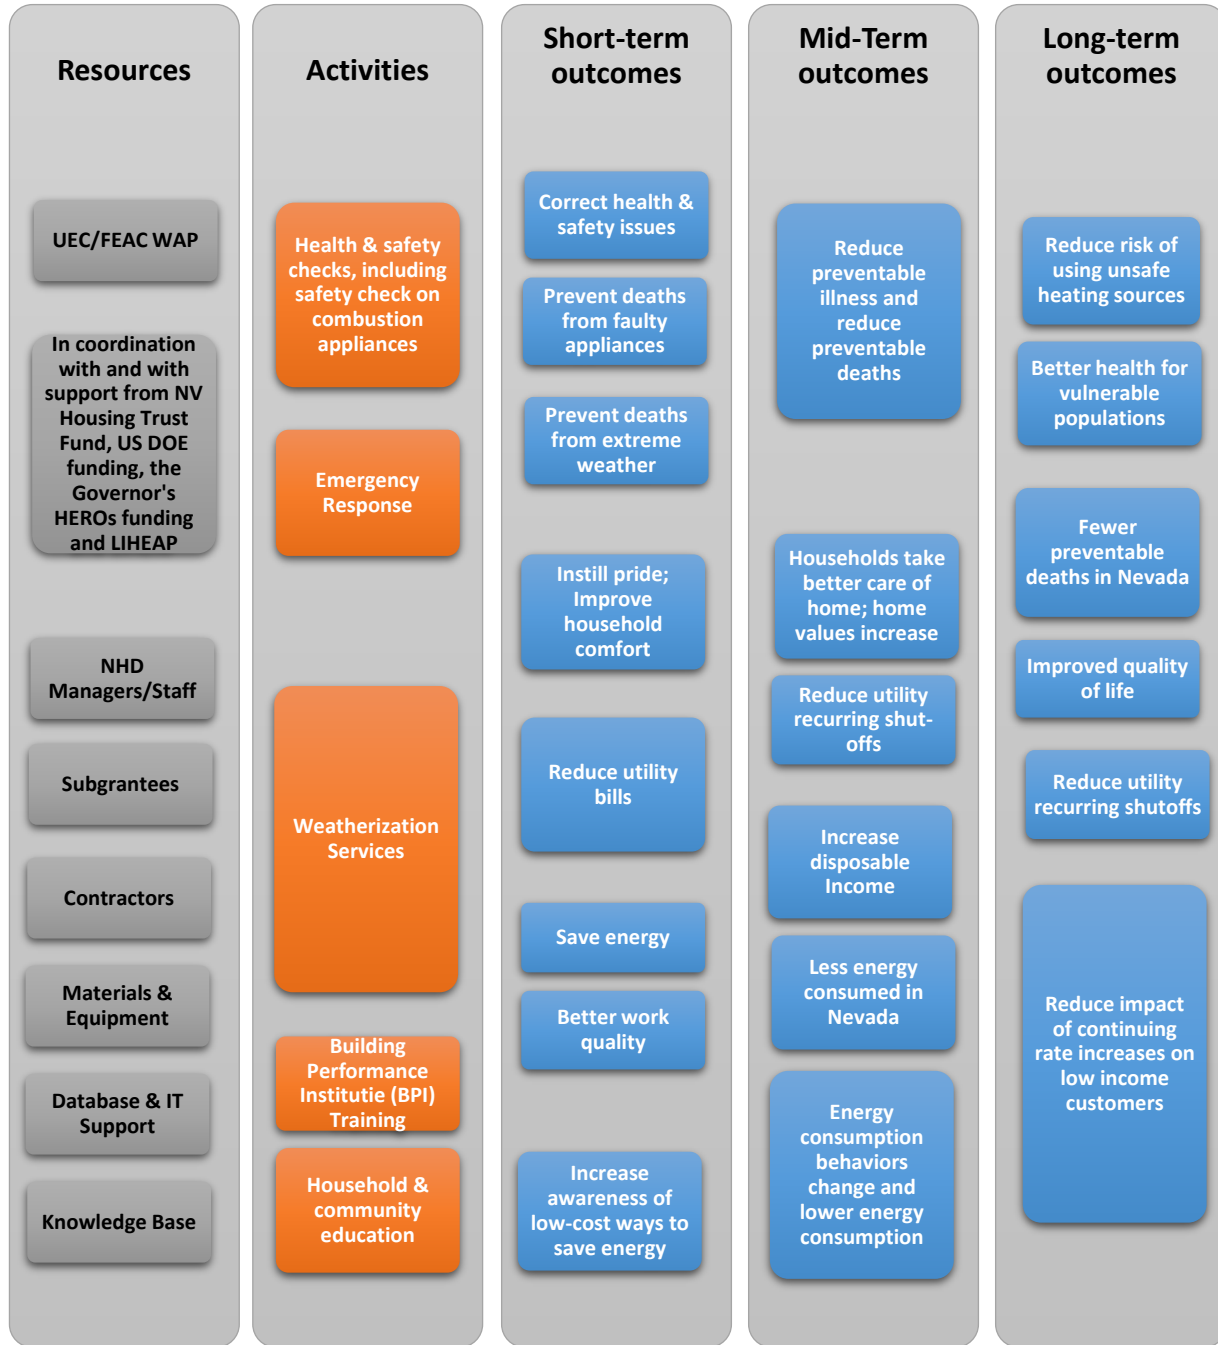 Resources
UEC/FEAC WAP
In coordination
with and with
support from NV
Housing Trust
Fund, US DOE
funding, the
Governor's
HEROs funding
and LIHEAP
NHD
Managers/Staff
Subgrantees
Contractors
Materials &
Equipment
Database & IT
Support
Knowledge Base
Activities
Health & safety
checks, including
safety check on
combustion
appliances
Emergency
Response
Weatherization
Services
Building
Performance
Institutie (BPI)
Training
Household &
community
education
Short-term
outcomes
Correct health &
safety issues
Prevent deaths
from faulty
appliances
Prevent deaths
from extreme
weather
Instill pride;
Improve
household
comfort
Reduce utility
bills
Save energy
Better work
quality
Increase
awareness of
low-cost ways to
save energy
Mid-Term
outcomes
Reduce
preventable
illness and
reduce
preventable
deaths
Households take
better care of
home; home
values increase
Reduce utility
recurring shut-
offs
Increase
disposable
Income
Less energy
consumed in
Nevada
Energy
consumption
behaviors
change and
lower energy
consumption
Long-term
outcomes
Reduce risk of
using unsafe
heating sources
Better health for
vulnerable
populations
Fewer
preventable
deaths in Nevada
Improved quality
of life
Reduce utility
recurring shutoffs
Reduce impact
of continuing
rate increases on
low income
customers